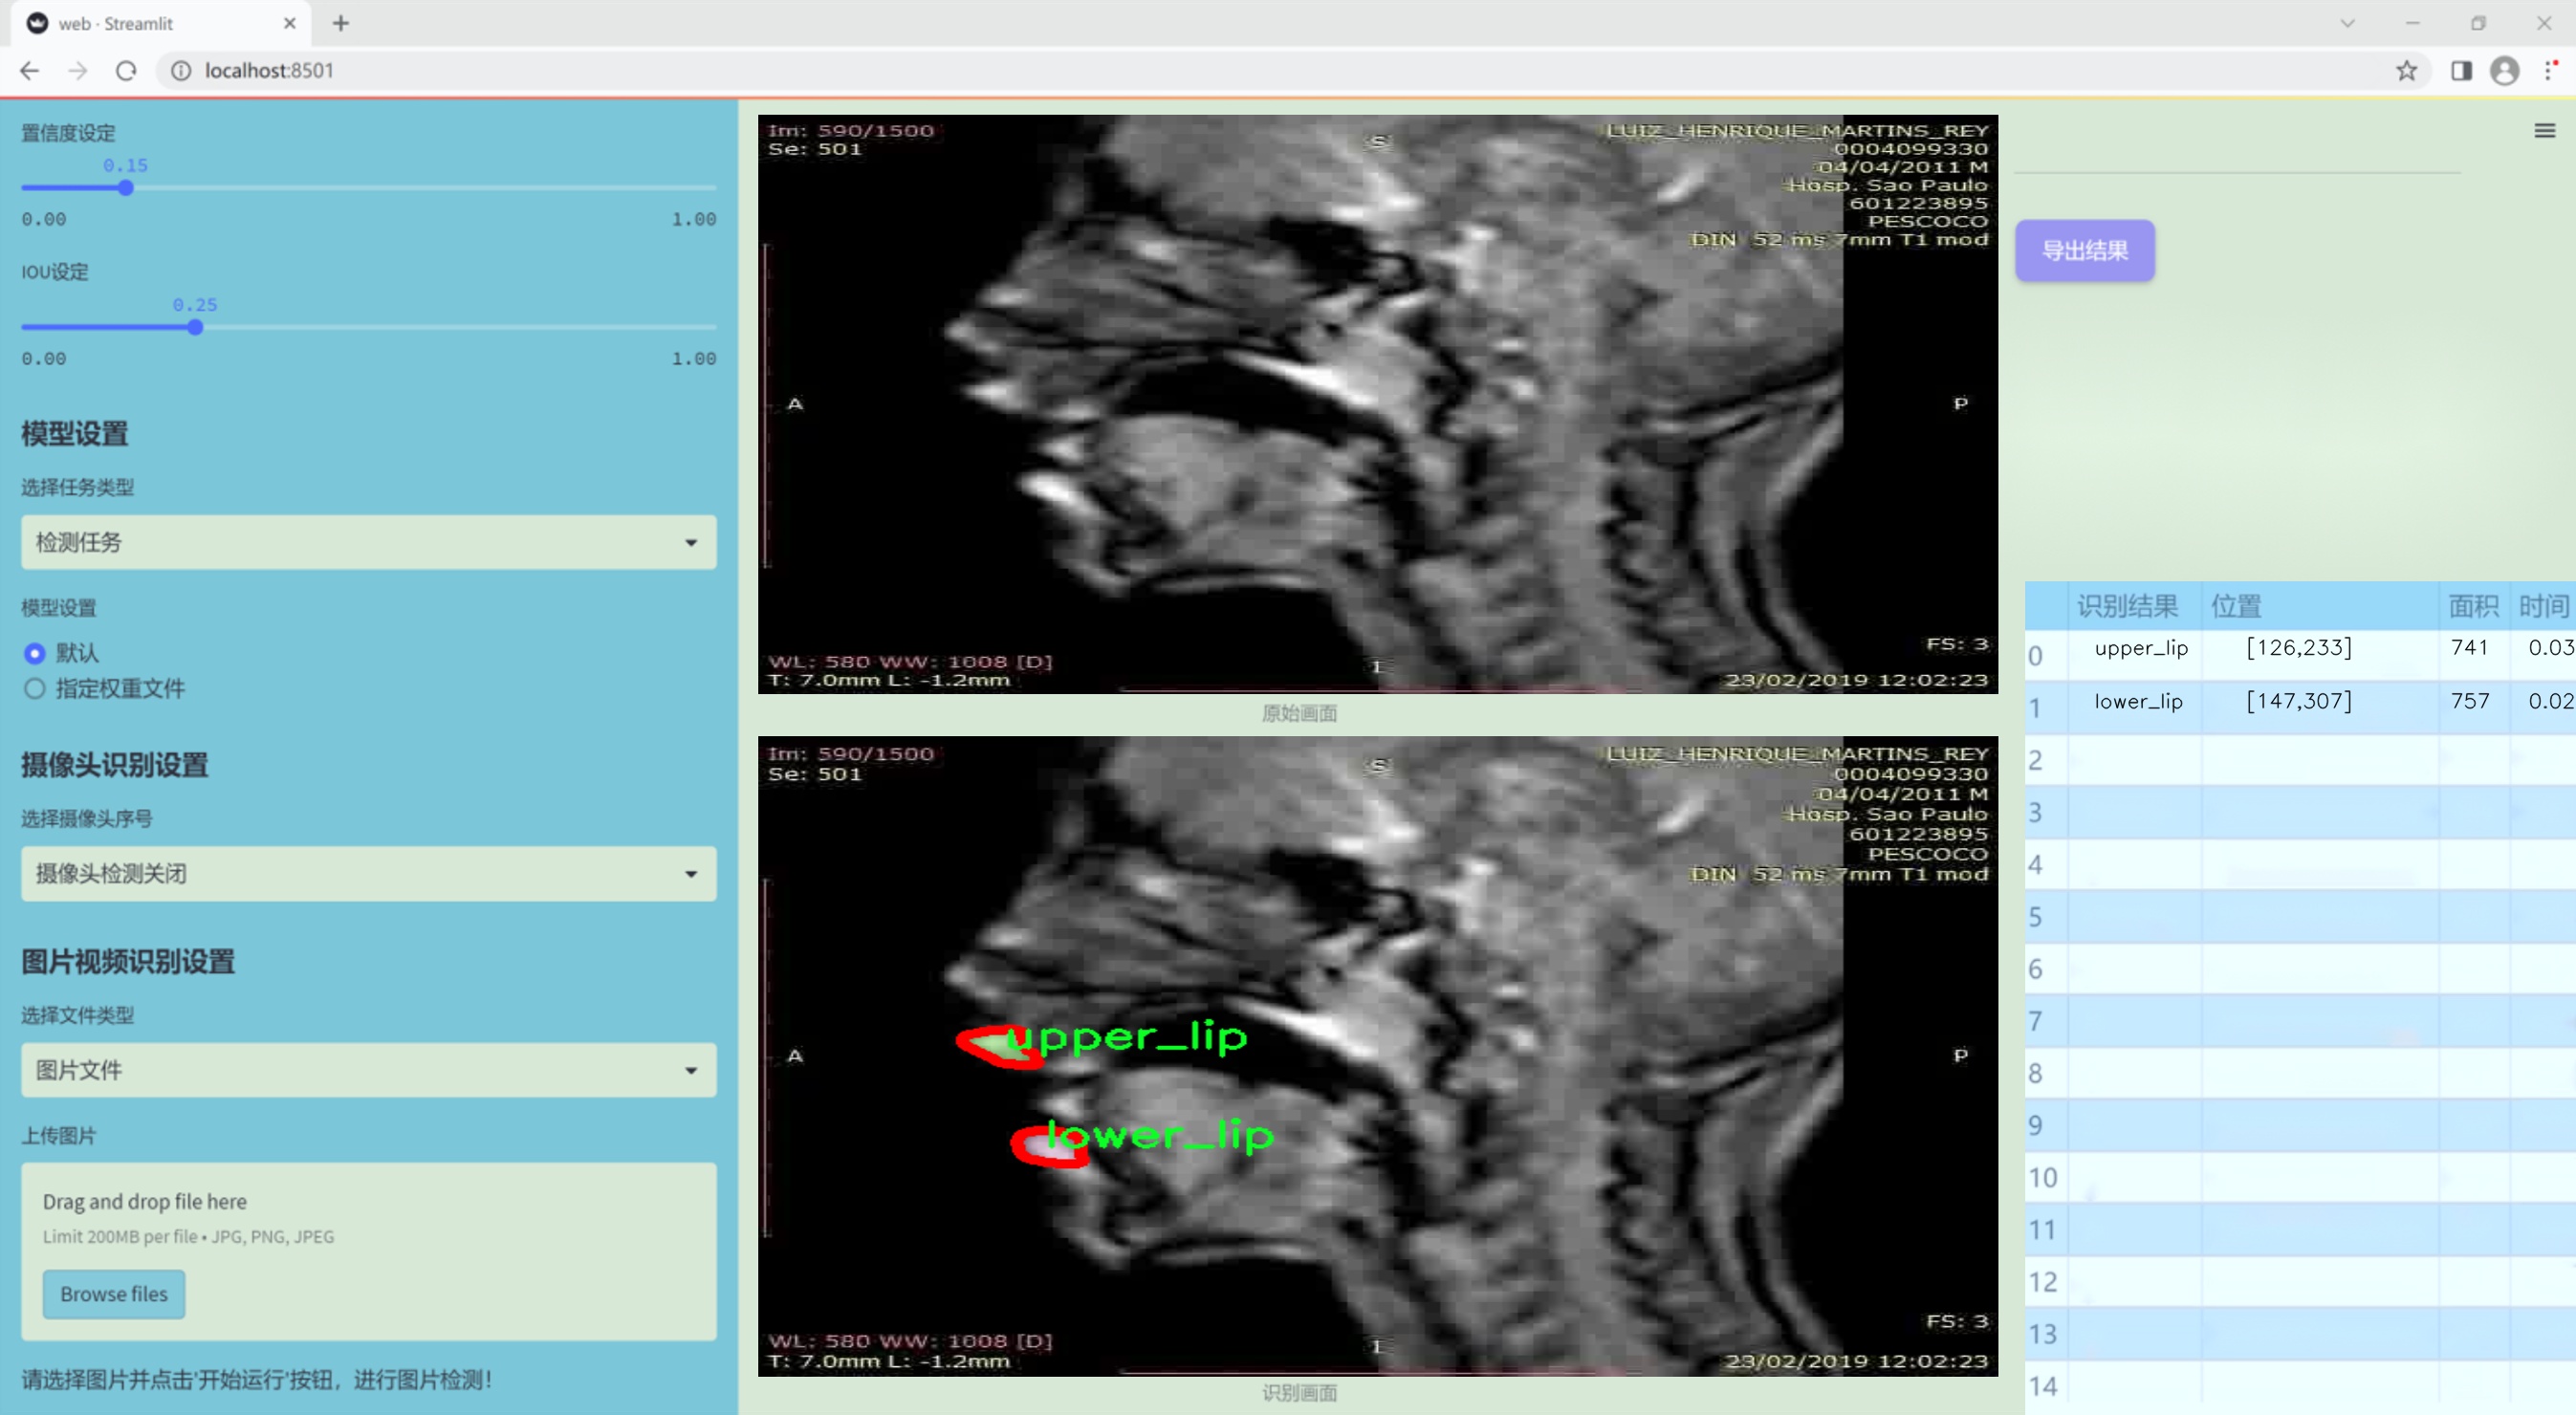 web · Streamlit
localhost:8501
置信度设定
0.15
0.00 1.00
IOU设定
0.25
0.00 1.00
模型设置
选择任务类型
检测任务
模型设置
默认
指定权重文件
摄像头识别设置
选择摄像头序号
摄像头检测关闭
图片视频识别设置
选择文件类型
图片文件
上传图片
Drag and drop file here
Limit 200MB per file • JPG, PNG, JPEG
Browse files
请选择图片并点击'开始运行'按钮，进行图片检测!
Im: 590/1500
Se: 501
S
LUIZ_HENRIQUE_MARTINS_REY
0004099330
04/04/2011 M
Hosp. Sao Paulo
601223895
PESCOCO
DIN 52 ms 7mm T1 mod
A
P
FS: 3
WL: 580 WW: 1008 [D]
T: 7.0mm L: -1.2mm
I
23/02/2019 12:02:23
原始画面
Im: 590/1500
Se: 501
S
LUIZ_HENRIQUE_MARTINS_REY
0004099330
04/04/2011 M
Hosp. Sao Paulo
601223895
PESCOCO
DIN 52 ms 7mm T1 mod
upper_lip
A
P
lower_lip
FS: 3
WL: 580 WW: 1008 [D]
T: 7.0mm L: -1.2mm
I
23/02/2019 12:02:23
识别画面
导出结果
识别结果 位置 面积 时间
0 upper_lip [126,233] 741 0.03
1 lower_lip [147,307] 757 0.02
2
3
4
5
6
7
8
9
10
11
12
13
14